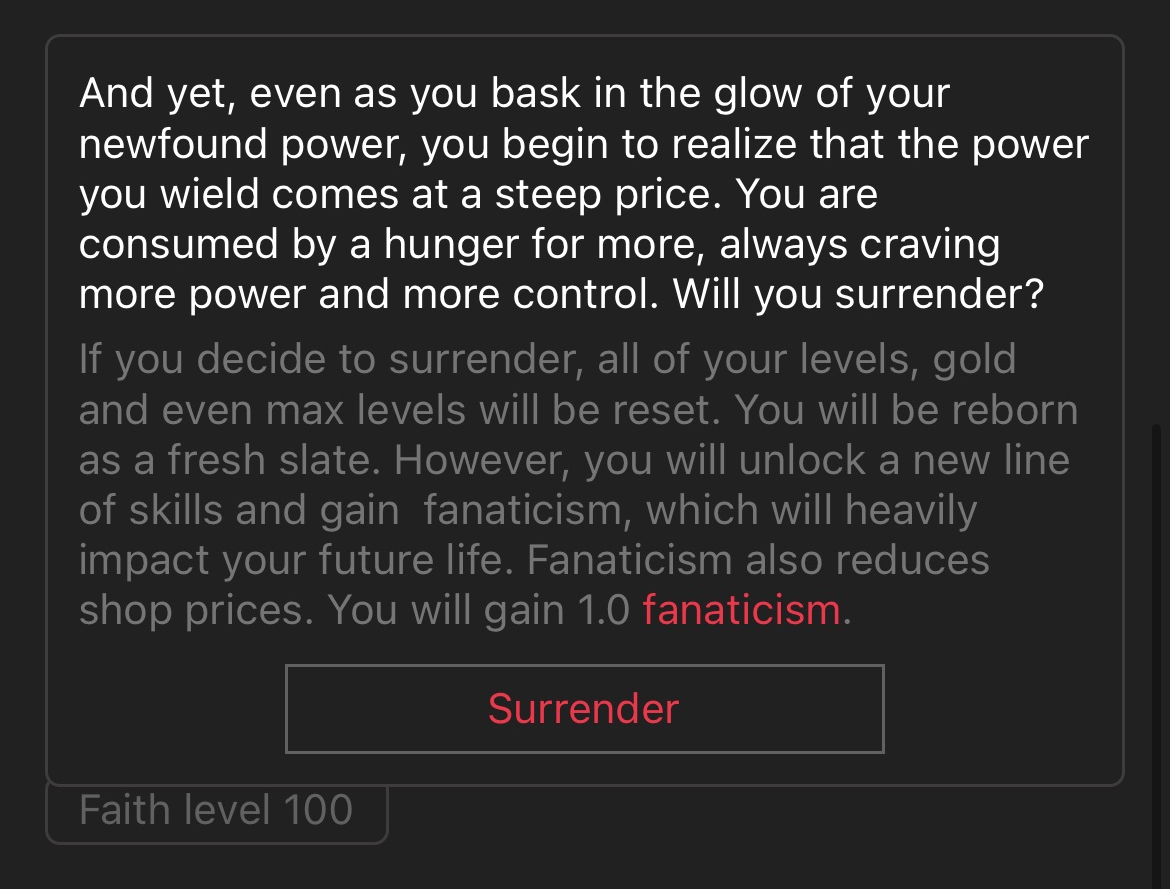 And yet, even as you bask in the glow of your
newfound power, you begin to realize that the power
you wield comes at a steep price. You are
consumed by a hunger for more, always craving
more power and more control. Will you surrender?
If you decide to surrender, all of your levels, gold
and even max levels will be reset. You will be reborn
as a fresh slate. However, you will unlock a new line
of skills and gain  fanaticism, which will heavily
impact your future life. Fanaticism also reduces
shop prices. You will gain 1.0 fanaticism.
Surrender
Faith level 100